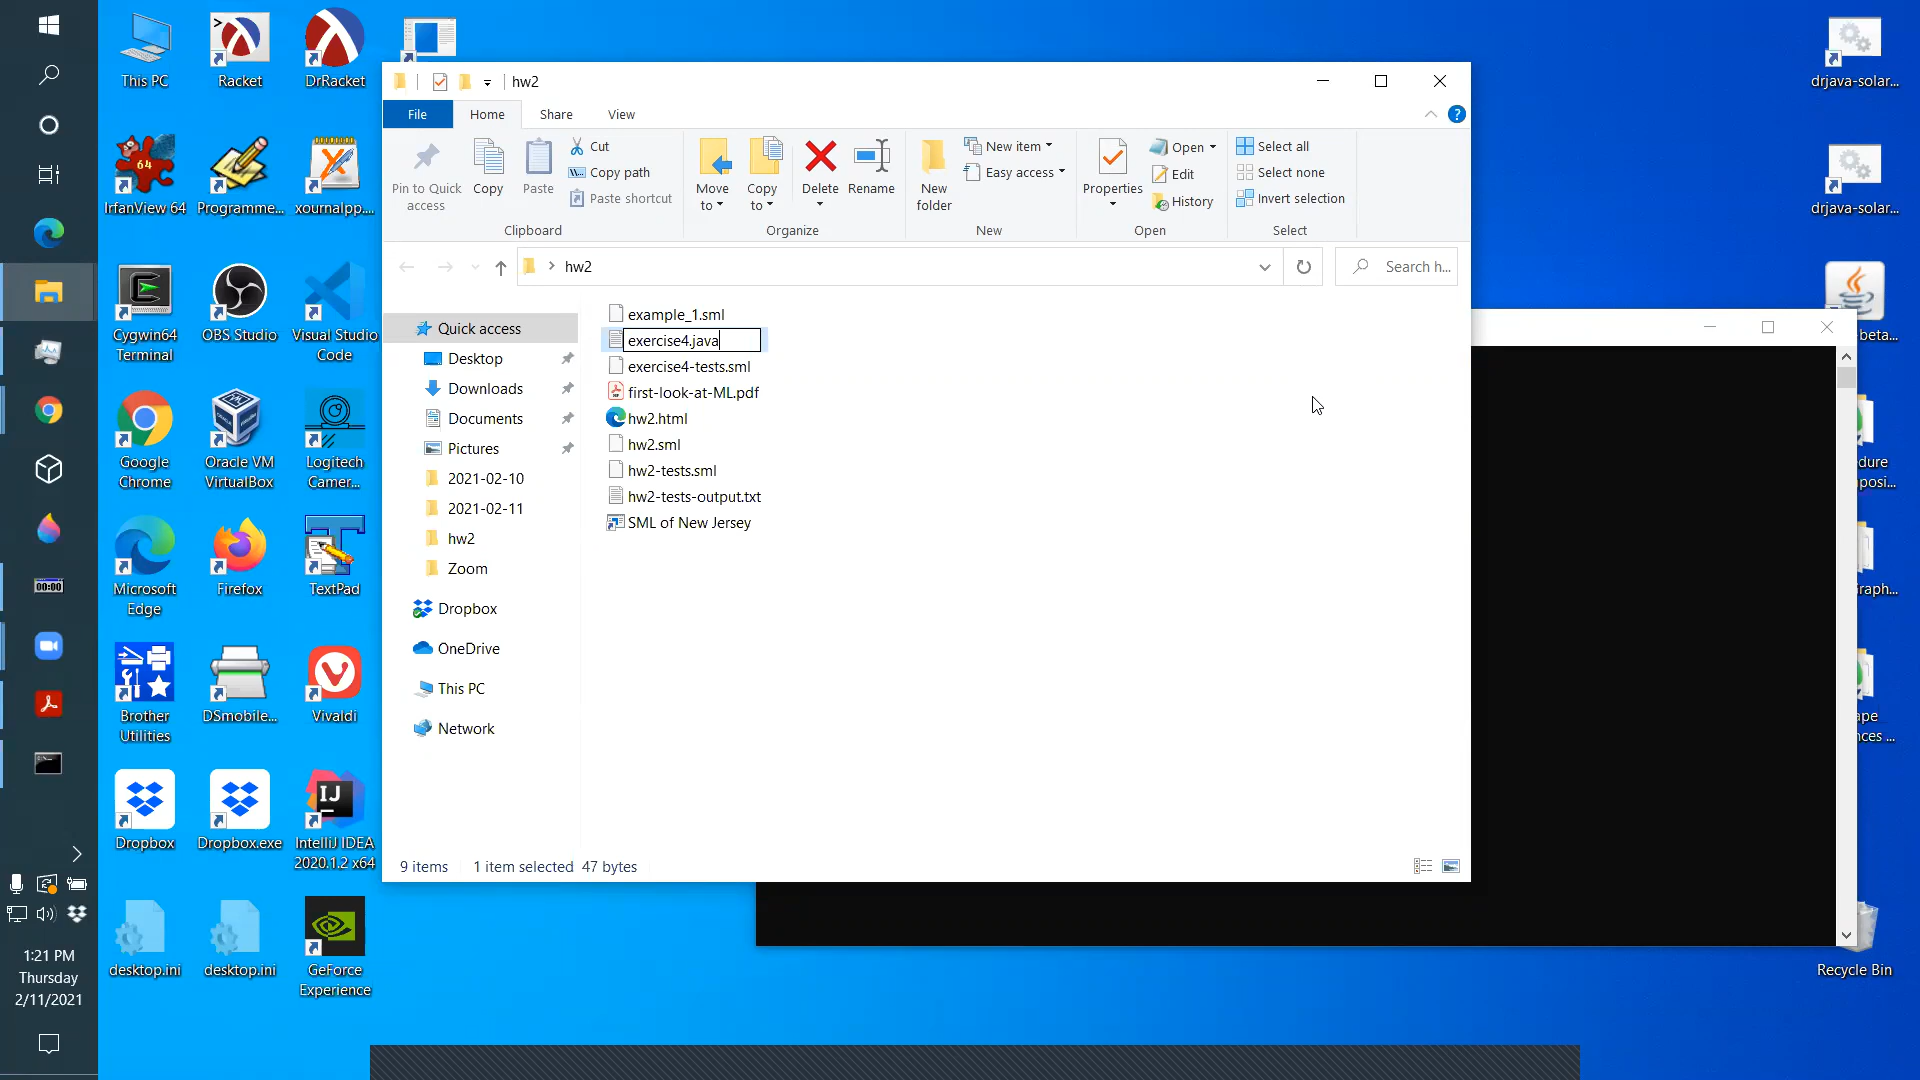 This PC
Racket
DrRacket
IrfanView 64
Programme...
xournalpp....
Cygwin64
Terminal
OBS Studio
Visual Studio
Code
Google
Chrome
Oracle VM
VirtualBox
Logitech
Camer...
Microsoft
Edge
Firefox
TextPad
Brother
Utilities
DSmobile...
Vivaldi
Dropbox
Dropbox.exe
IntelliJ IDEA
2020.1.2 x64
desktop.ini
desktop.ini
GeForce
Experience
00:00
1:21 PM
Thursday
2/11/2021
hw2
File
Home
Share
View
Pin to Quick
access
Copy
Paste
Cut
Copy path
Paste shortcut
Clipboard
Move
to
Copy
to
Delete
Rename
Organize
New
folder
New item
Easy access
New
Properties
Open
Edit
History
Open
Select all
Select none
Invert selection
Select
hw2
Search h...
Quick access
Desktop
Downloads
Documents
Pictures
2021-02-10
2021-02-11
hw2
Zoom
Dropbox
OneDrive
This PC
Network
example_1.sml
exercise4.java
exercise4-tests.sml
first-look-at-ML.pdf
hw2.html
hw2.sml
hw2-tests.sml
hw2-tests-output.txt
SML of New Jersey
9 items
1 item selected
47 bytes
drjava-solar...
drjava-solar...
-beta...
dure
posi...
raph...
ape
nces ...
Recycle Bin